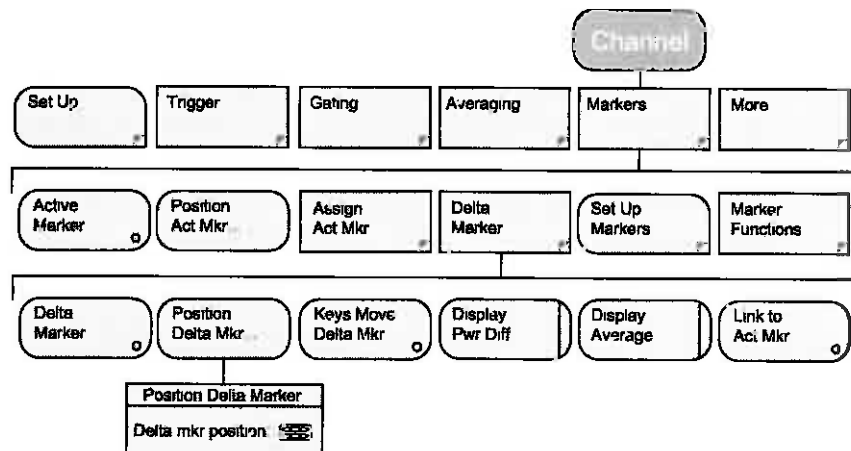 Channel
Set Up
Trigger
Gating
Averaging
Markers
More
Active
Marker
Position
Act Mkr
Assign
Act Mkr
Delta
Marker
Set Up
Markers
Marker
Functions
Delta
Marker
Position
Delta Mkr
Keys Move
Delta Mkr
Display
Pwr Diff
Display
Average
Link to
Act Mkr
Position Delta Marker
Delta mkr position